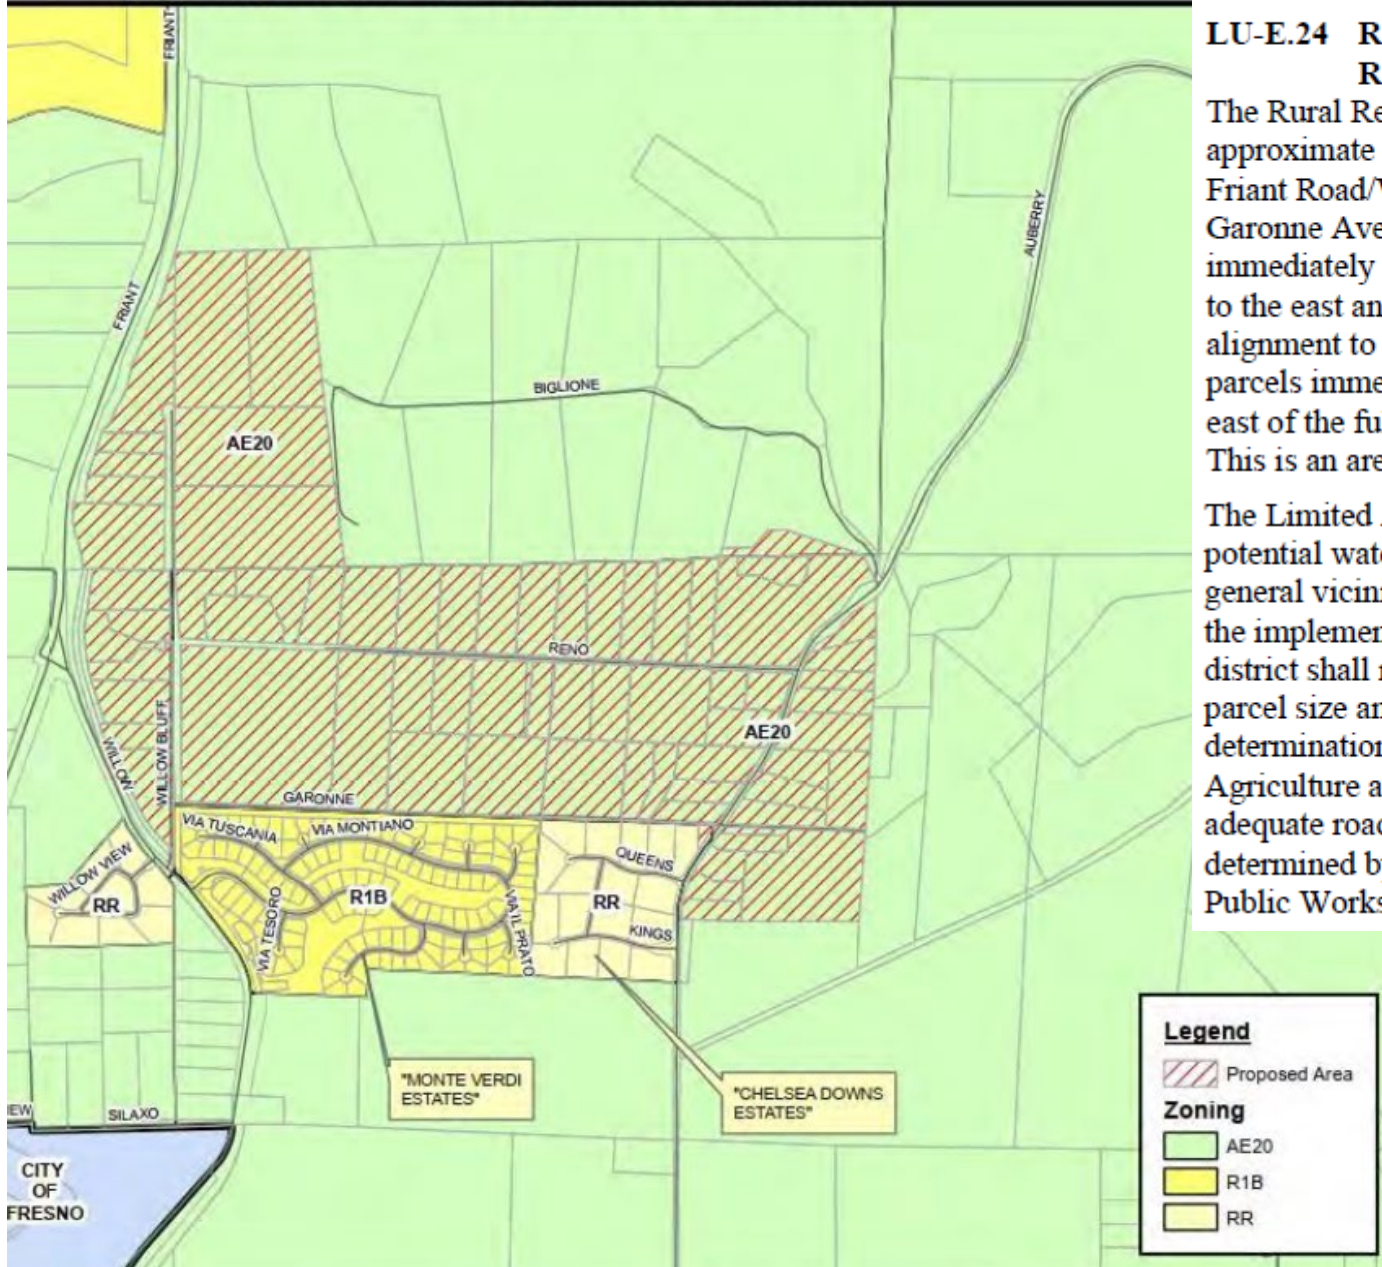 FRIANT
LU-E.24 R
R
The Rural Re
approximate
Friant Road/
Garonne Ave
immediately
to the east an
alignment to
parcels imme
east of the fu
This is an are
The Limited
potential wate
general vicin
the implemen
district shall
parcel size an
determination
Agriculture a
adequate road
determined b
Public Works
AUBERRY
FRIANT
BIGLIONE
AE20
RENO
WILLOW BLUFF
WILLOW
AE20
GARONNE
VIA TUSCANIA
VIA MONTIANO
QUEENS
WILLOW VIEW
RR
R1B
RR
VIA TESORO
VIA IL PRATO
KINGS
"MONTE VERDI
ESTATES"
"CHELSEA DOWNS
ESTATES"
EW
SILAXO
CITY
OF
FRESNO
Legend
Proposed Area
Zoning
AE20
R1B
RR